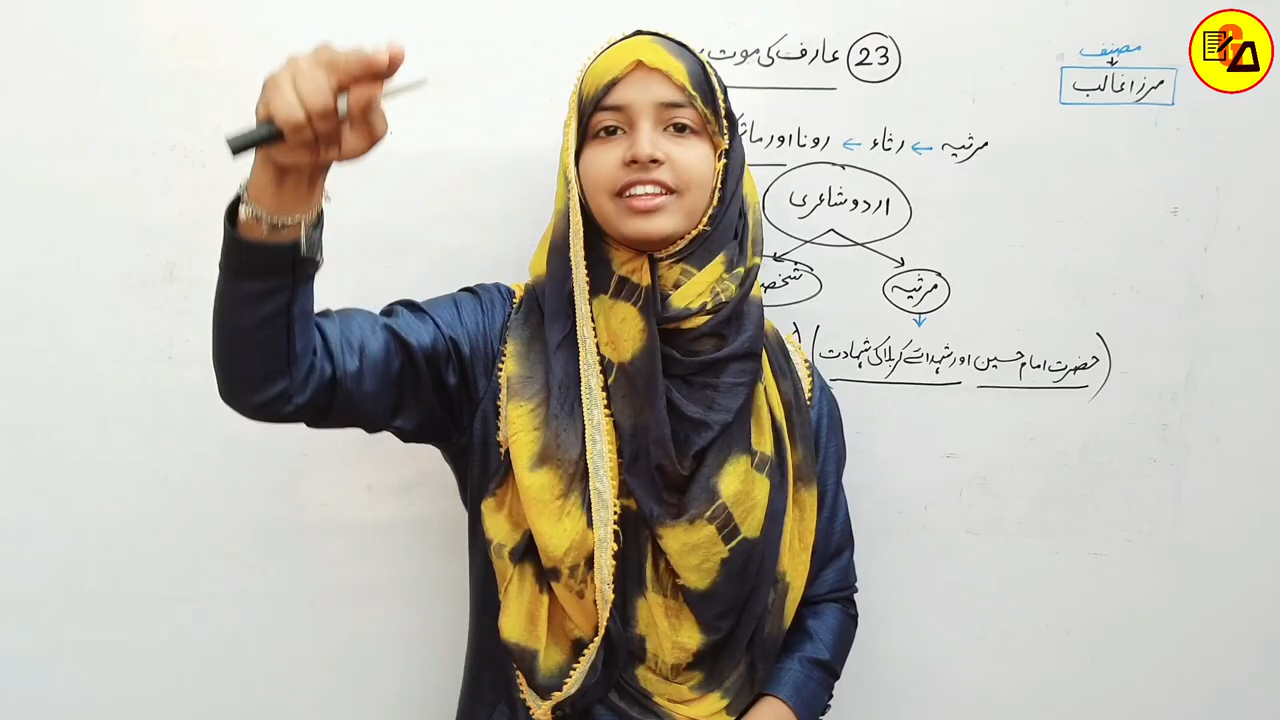 23 عارف کی موت
مصنف
مرزا غالب
مرثیہ ← رثاء ← رونا اور
اردو شاعری
مرثیہ
(حضرت امام حسین اور شہدائے کربلا کی شہادت)